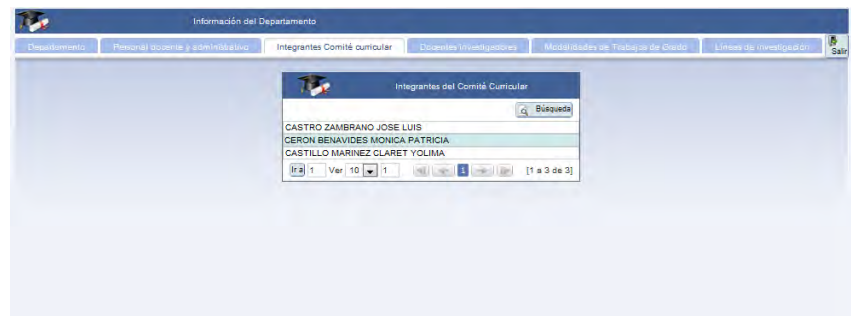 Información del Departamento
Departamento Personal docente y administrativo Integrantes Comité curricular Docentes Investigadores Modalidades de Trabajos de Grado Líneas de Investigación Salir
Integrantes del Comité Curricular
Búsqueda
CASTRO ZAMBRANO JOSE LUIS
CERON BENAVIDES MONICA PATRICIA
CASTILLO MARINEZ CLARET YOLIMA
Ir a 1 Ver 10 1 1 [1 a 3 de 3]